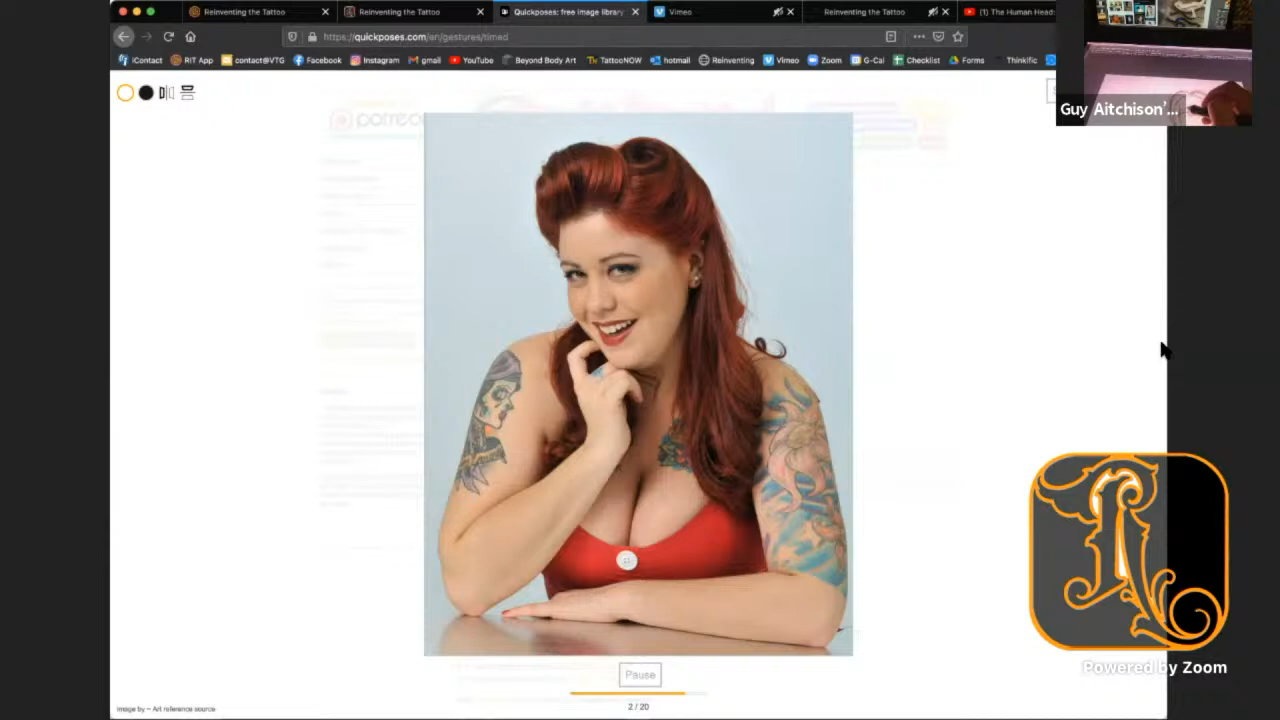 Reinventing the Tattoo
Reinventing the Tattoo
Quickposes: free image library
Vimeo
Reinventing the Tattoo
(1) The Human Head:
https://quickposes.com/en/gestures/timed
iContact
RIT App
contact@VTG
Facebook
Instagram
gmail
YouTube
Beyond Body Art
TattooNOW
hotmail
Reinventing
Vimeo
Zoom
G-Cal
Checklist
Forms
Thinkific
Guy Aitchison'...
patreo
Pause
2 / 20
Image by – Art reference source
Powered by Zoom